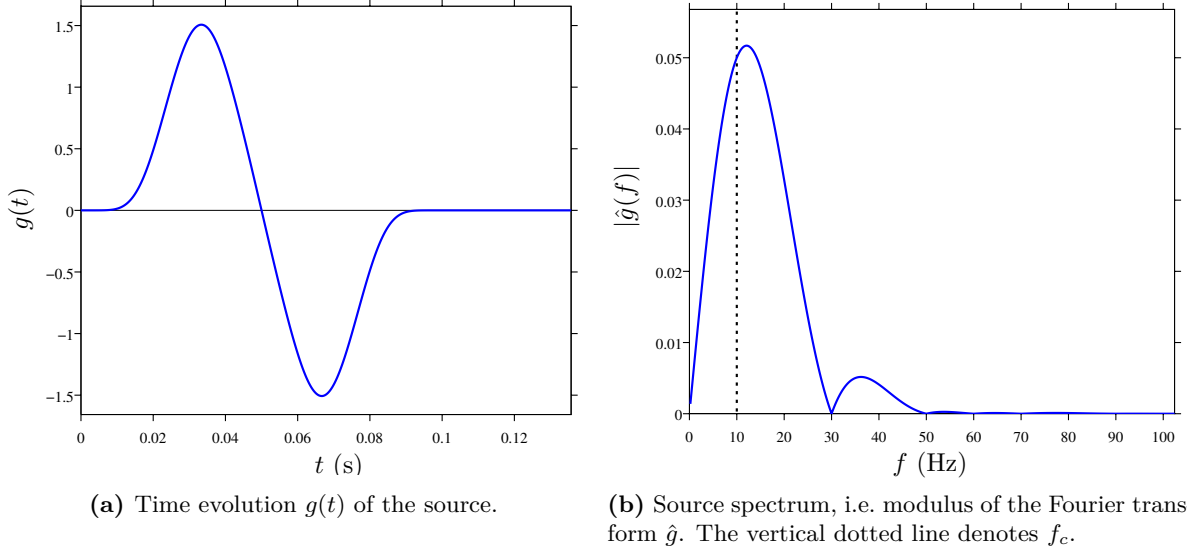 1.5
1
0.5
0
−0.5
−1
−1.5
g(t)
0 0.02 0.04 0.06 0.08 0.1 0.12
t (s)
(a) Time evolution g(t) of the source.
0.05
0.04
0.03
0.02
0.01
0
|ĝ(f)|
0 10 20 30 40 50 60 70 80 90 100
f (Hz)
(b) Source spectrum, i.e. modulus of the Fourier trans
form ĝ. The vertical dotted line denotes f_c.